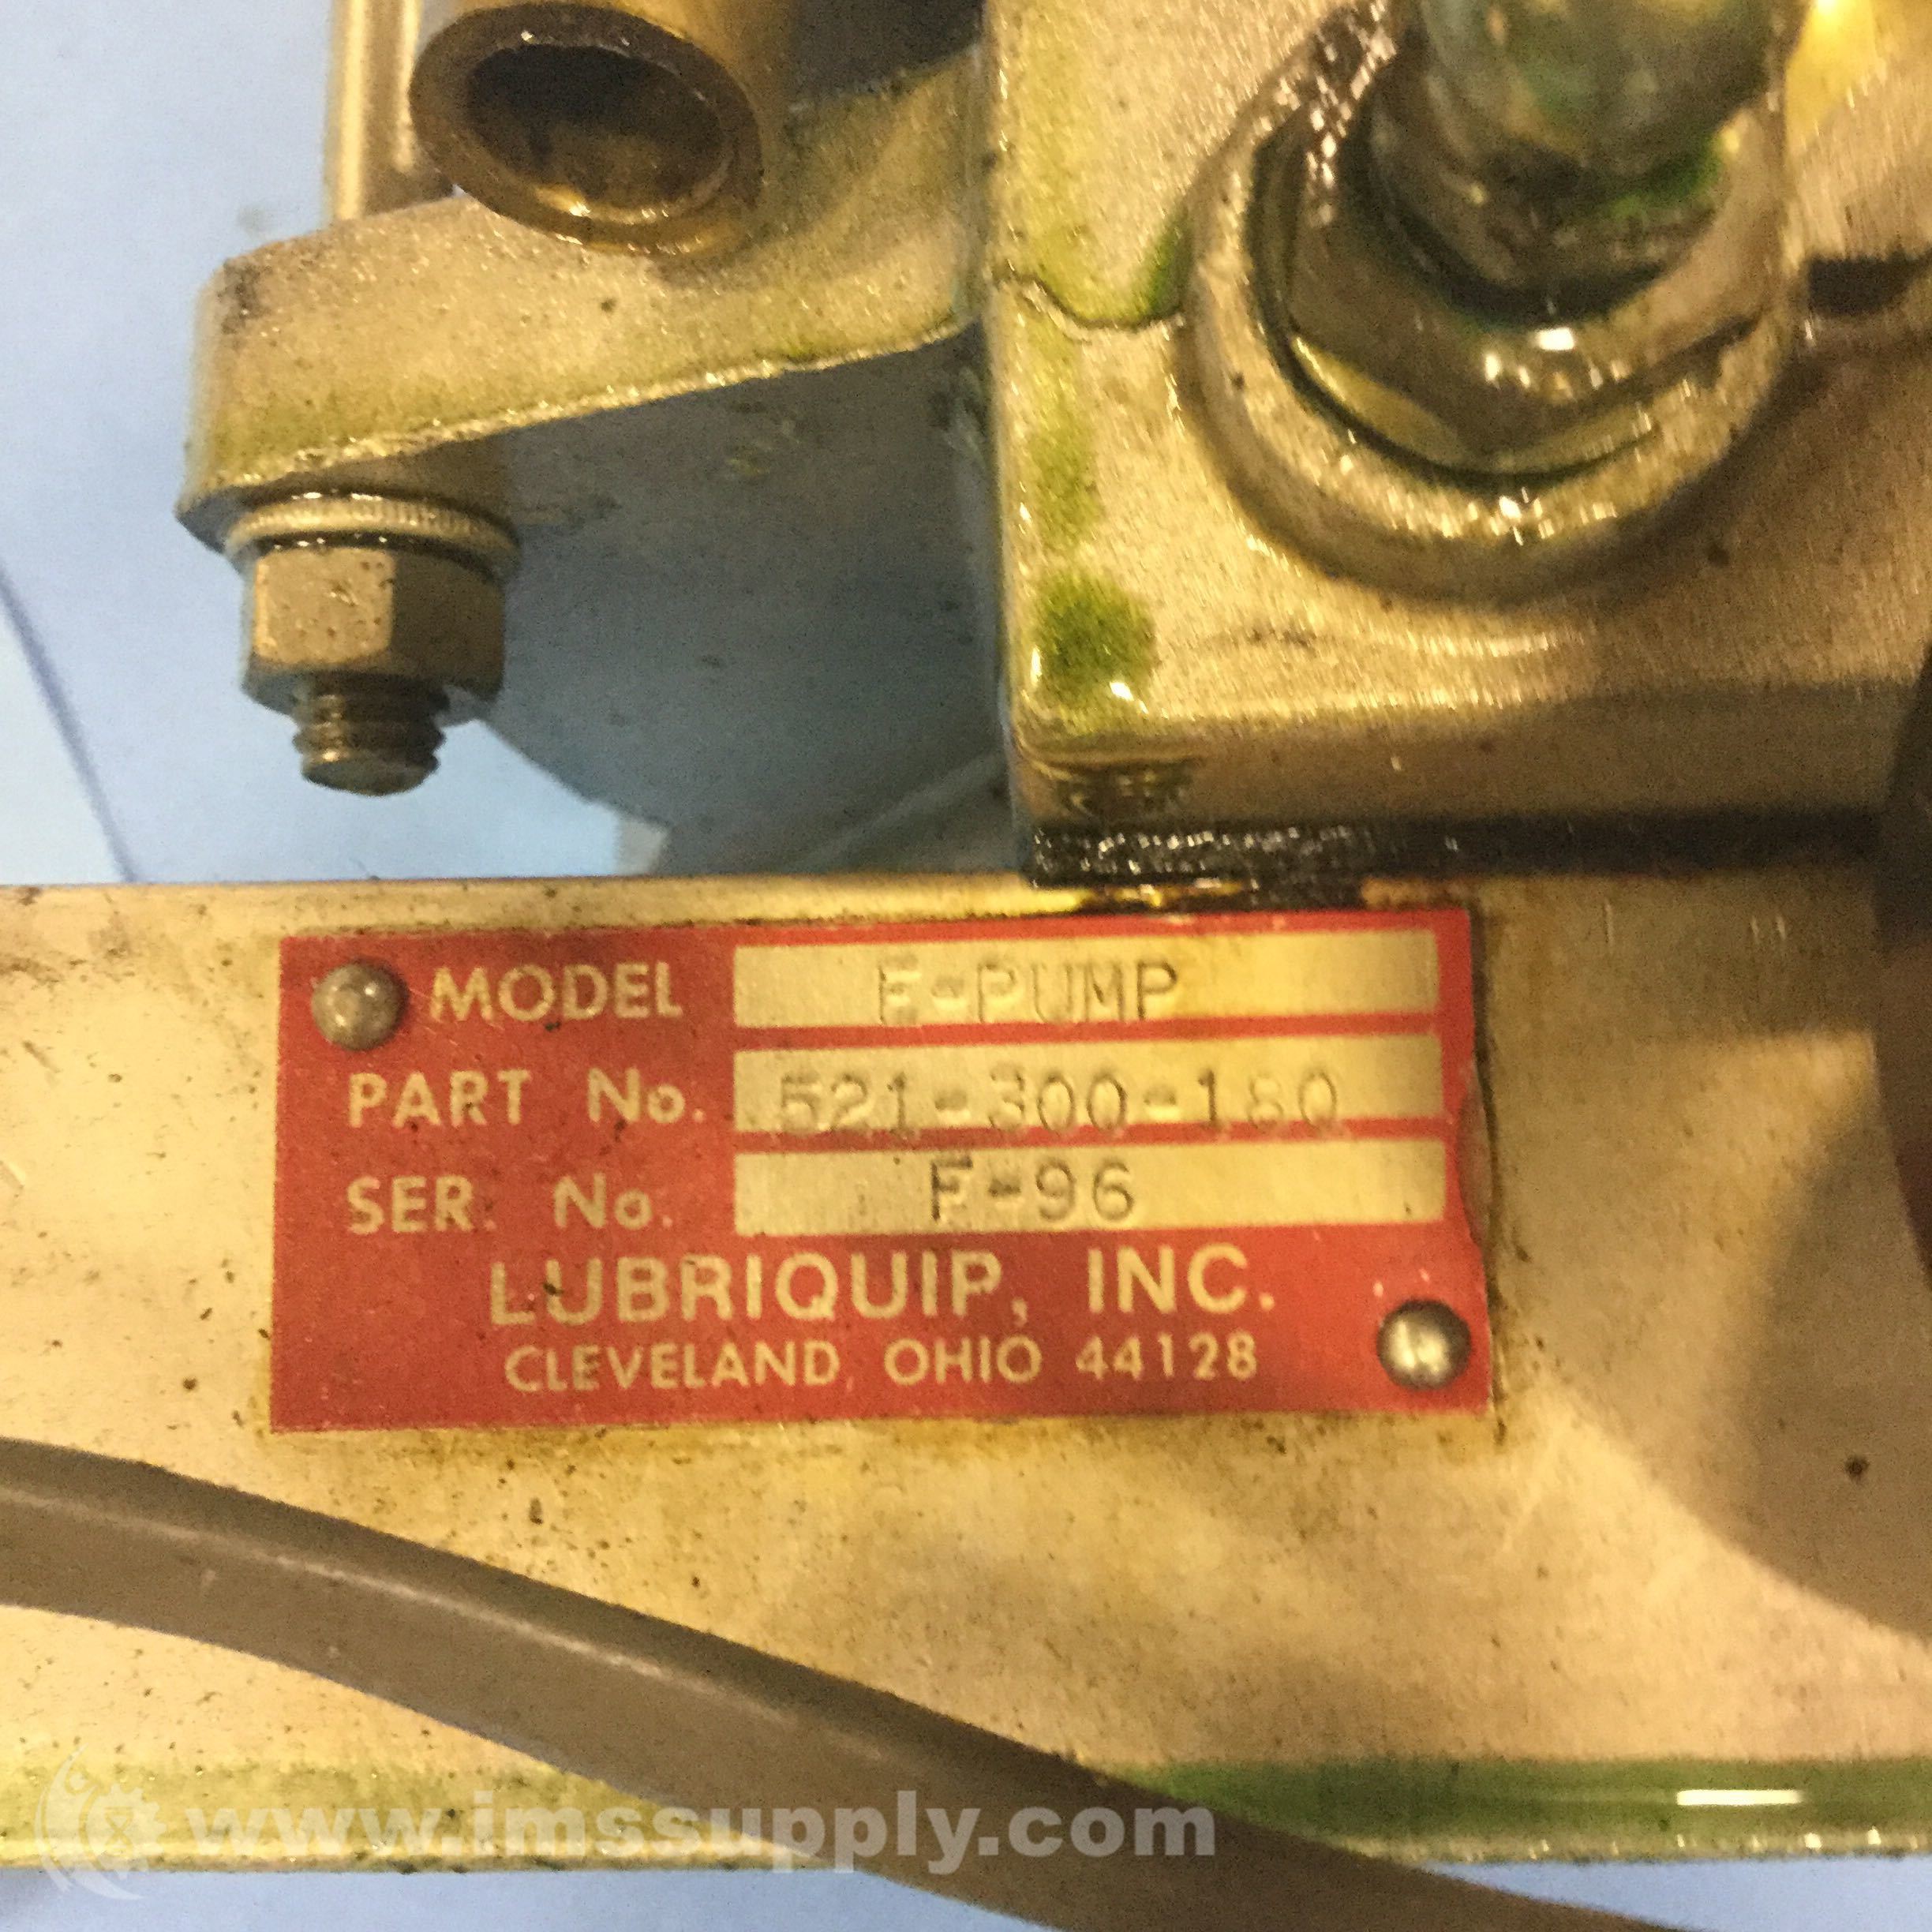 MODEL E-PUMP
PART No. 521-300-180
SER. No. F-96
LUBRIQUIP, INC.
CLEVELAND, OHIO 44128
www.imssupply.com